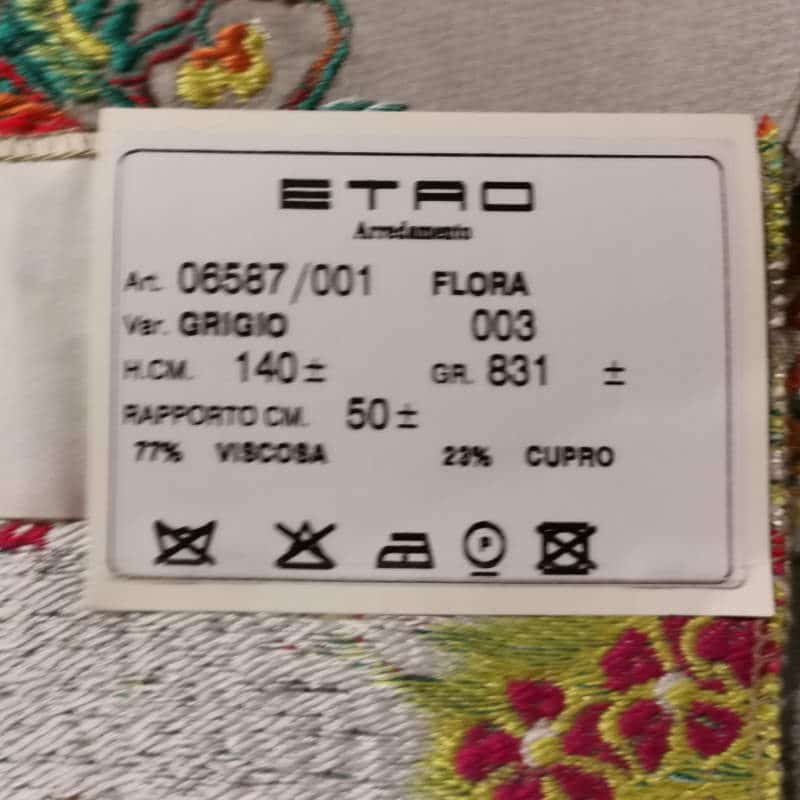 ETRO
Arredamento
Art. 06587/001 FLORA
Var. GRIGIO 003
H.CM. 140± GR. 831 ±
RAPPORTO CM. 50±
77% VISCOSA 23% CUPRO
P